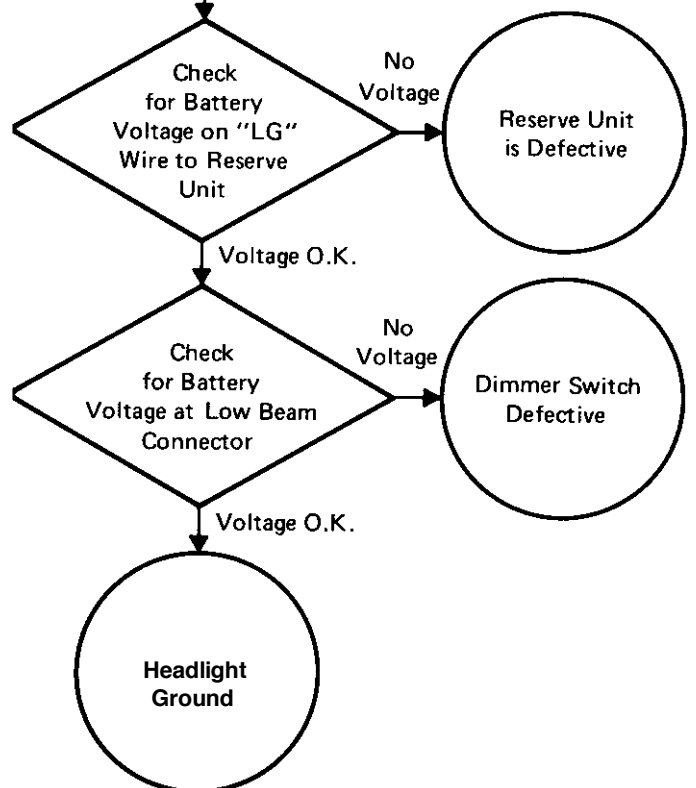 Check
for Battery
Voltage on "LG"
Wire to Reserve
Unit
No
Voltage
Reserve Unit
is Defective
Voltage O.K.
Check
for Battery
Voltage at Low Beam
Connector
No
Voltage
Dimmer Switch
Defective
Voltage O.K.
Headlight
Ground